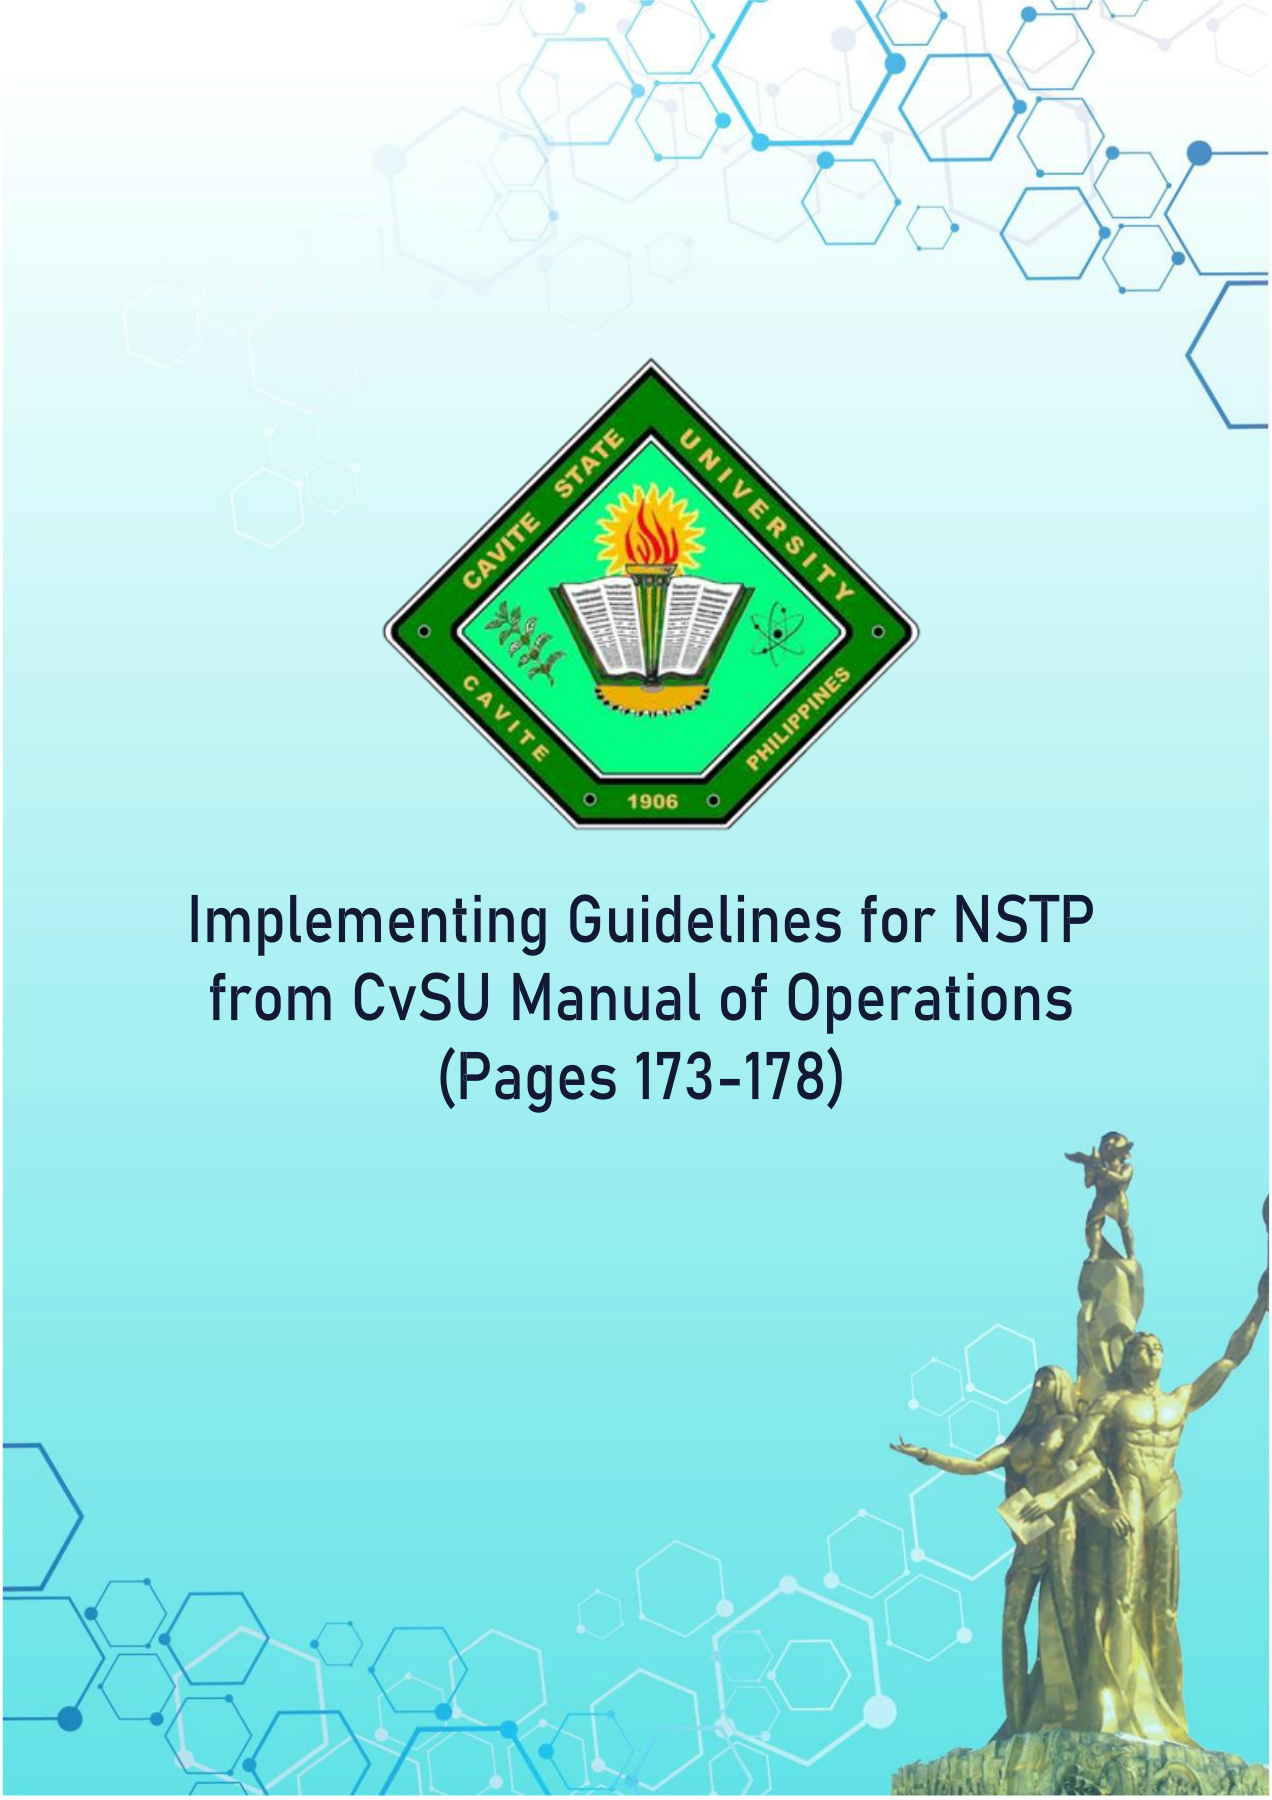 CAVITE STATE UNIVERSITY
CAVITE
PHILIPPINES
1906
Implementing Guidelines for NSTP
from CvSU Manual of Operations
(Pages 173-178)